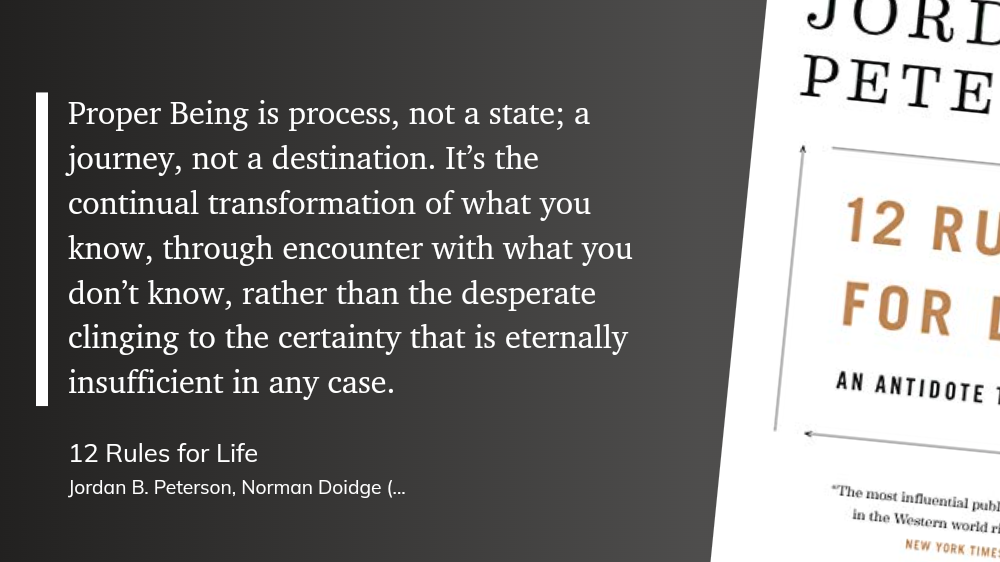 Proper Being is process, not a state; a
journey, not a destination. It’s the
continual transformation of what you
know, through encounter with what you
don’t know, rather than the desperate
clinging to the certainty that is eternally
insufficient in any case.
12 Rules for Life
Jordan B. Peterson, Norman Doidge (...
JORD
PETE
12 RU
FOR L
AN ANTIDOTE T
“The most influential publ
in the Western world ri
NEW YORK TIMES